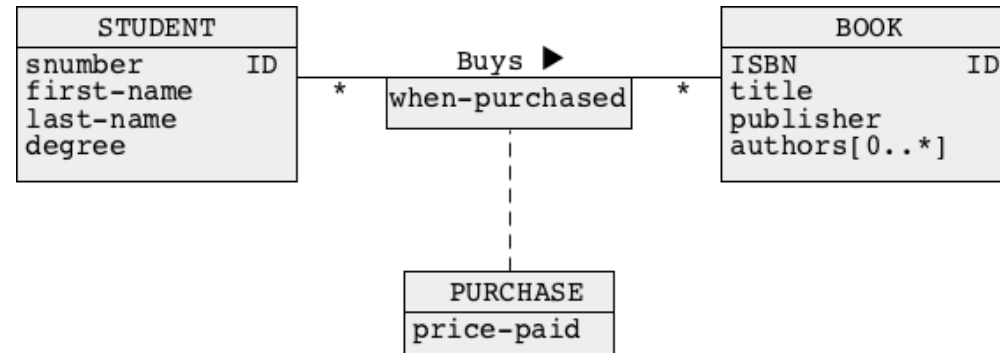 STUDENT
snumber ID
first-name
last-name
degree
*
Buys ▶
when-purchased
*
BOOK
ISBN ID
title
publisher
authors[0..*]
PURCHASE
price-paid